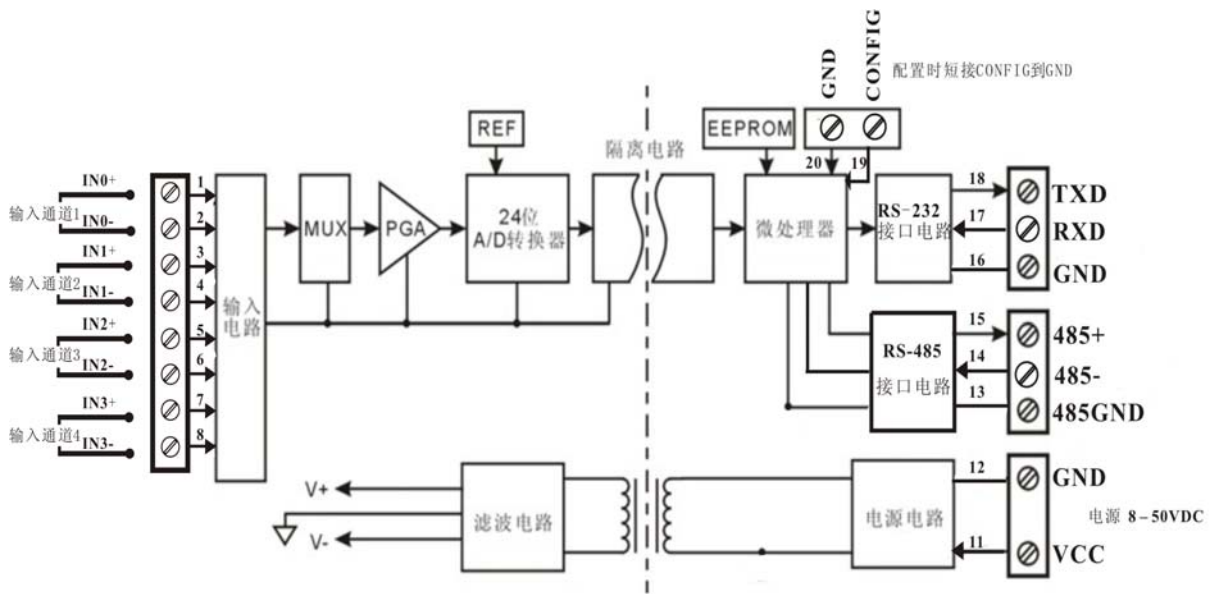 GND
CONFIG
配置时短接CONFIG到GND
REF
隔离电路
EEPROM
20
19
IN0+
输入通道1
IN0-
IN1+
输入通道2
IN1-
IN2+
输入通道3
IN2-
IN3+
输入通道4
IN3-
1
2
3
4
5
6
7
8
输入
电路
MUX
PGA
24位
A/D转换器
微处理器
RS-232
接口电路
18
17
16
TXD
RXD
GND
RS-485
接口电路
15
14
13
485+
485-
485GND
V+
V-
滤波电路
电源电路
12
11
GND
电源 8-50VDC
VCC